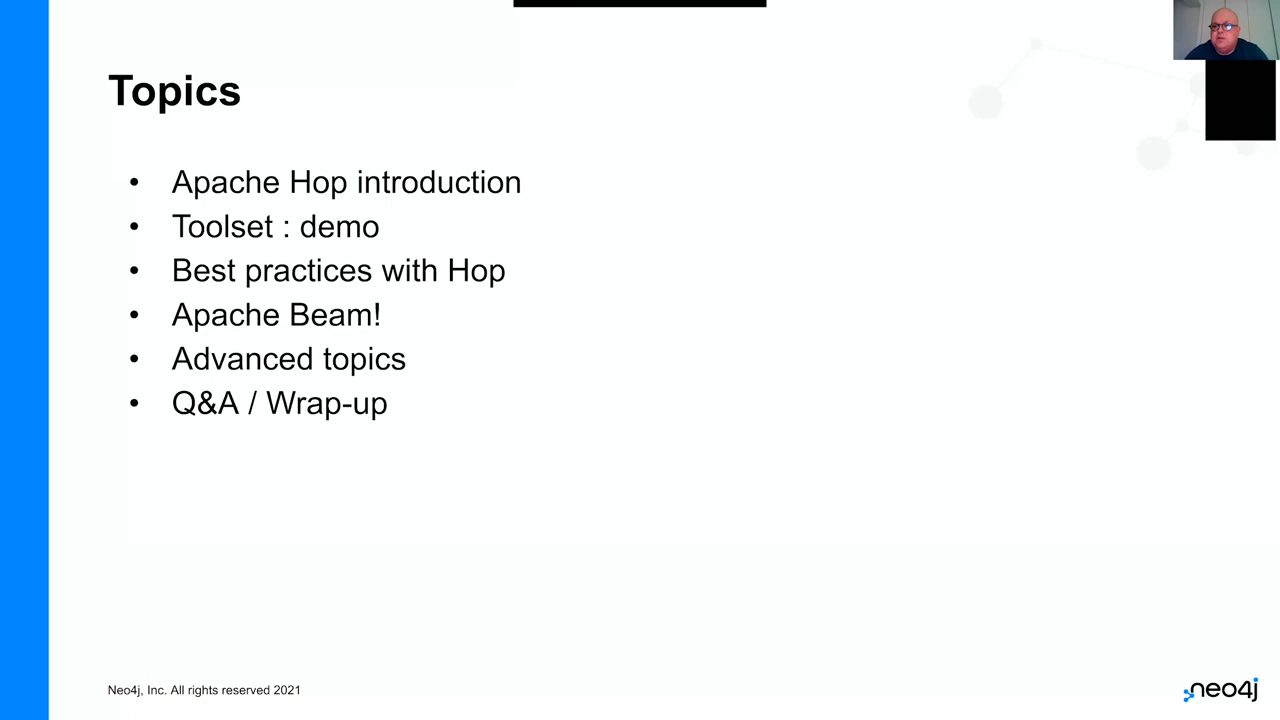 Topics
• Apache Hop introduction
• Toolset : demo
• Best practices with Hop
• Apache Beam!
• Advanced topics
• Q&A / Wrap-up
Neo4j, Inc. All rights reserved 2021
neo4j